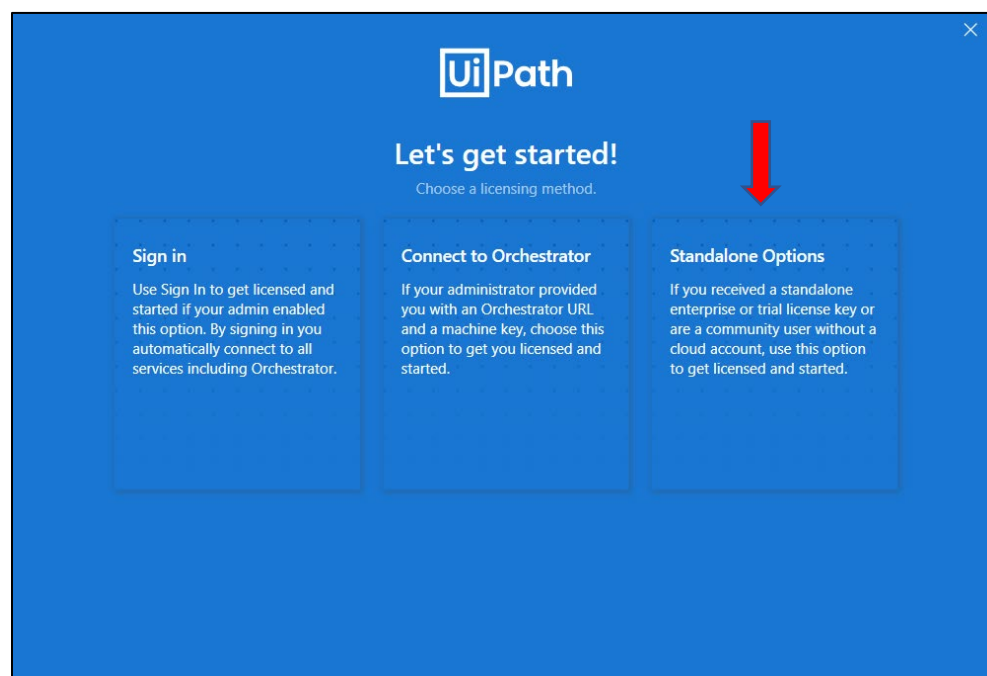 UiPath
Let's get started!
Choose a licensing method.
Sign in
Use Sign In to get licensed and
started if your admin enabled
this option. By signing in you
automatically connect to all
services including Orchestrator.
Connect to Orchestrator
If your administrator provided
you with an Orchestrator URL
and a machine key, choose this
option to get you licensed and
started.
Standalone Options
If you received a standalone
enterprise or trial license key or
are a community user without a
cloud account, use this option
to get licensed and started.